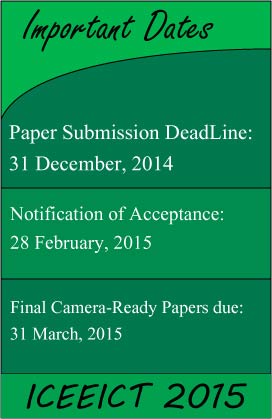 Important Dates
Paper Submission DeadLine:
31 December, 2014
Notification of Acceptance:
28 February, 2015
Final Camera-Ready Papers due:
31 March, 2015
ICEEICT 2015